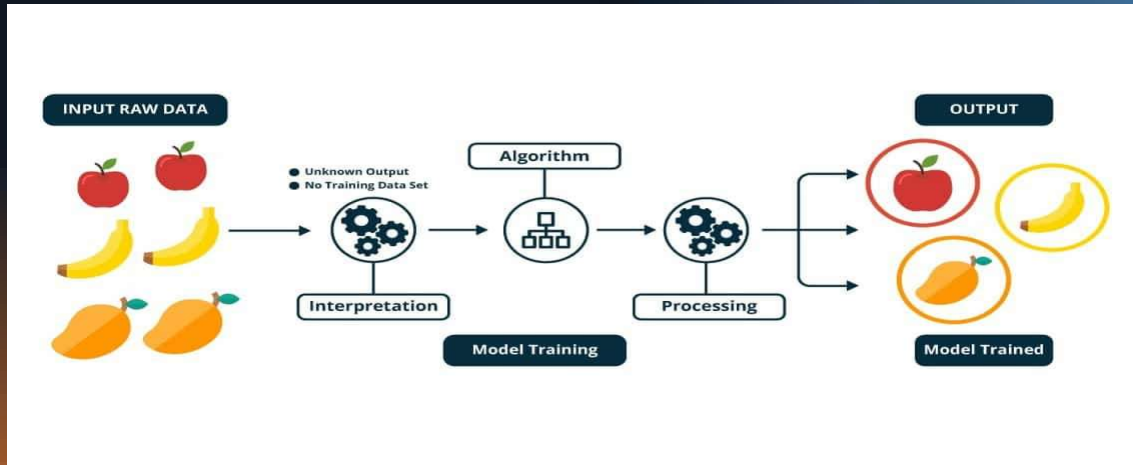 INPUT RAW DATA
OUTPUT
Algorithm
● Unknown Output
● No Training Data Set
Interpretation
Processing
Model Training
Model Trained